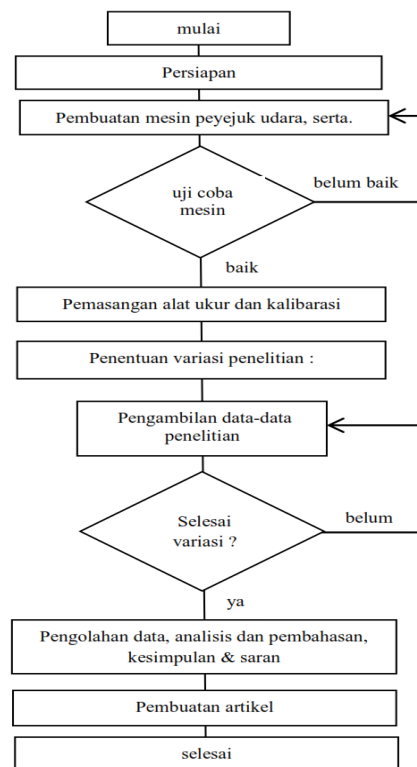 mulai
Persiapan
Pembuatan mesin peyejuk udara, serta.
uji coba
mesin
belum baik
baik
Pemasangan alat ukur dan kalibarasi
Penentuan variasi penelitian :
Pengambilan data-data
penelitian
Selesai
variasi ?
belum
ya
Pengolahan data, analisis dan pembahasan,
kesimpulan & saran
Pembuatan artikel
selesai